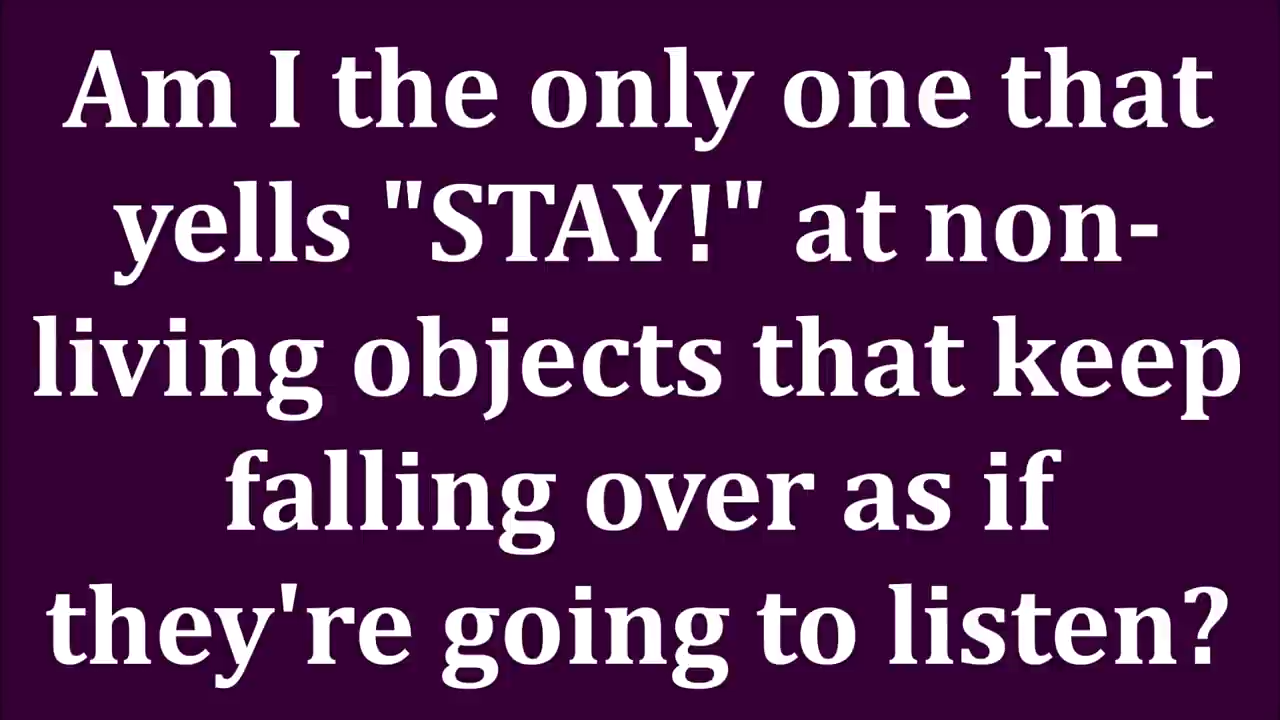 Am I the only one that
yells "STAY!" at non-
living objects that keep
falling over as if
they're going to listen?